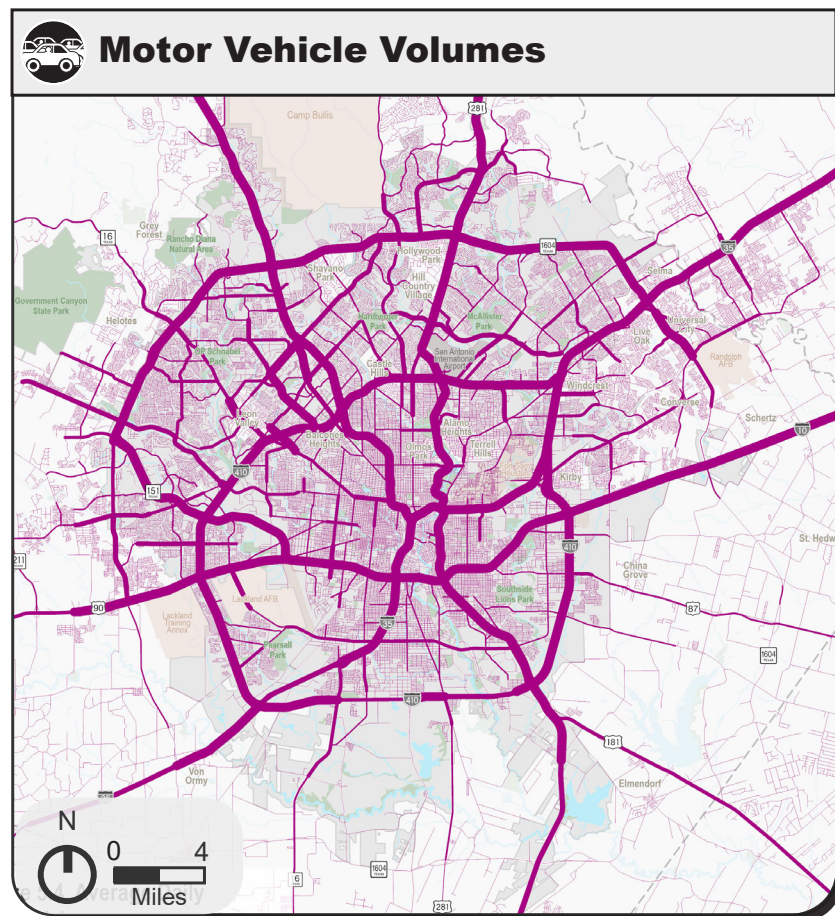 Motor Vehicle Volumes
281
Camp Bullis
Grey
Forest
16
Rancho Diana
Natural Area
Hollywood
Park
1604
35
Shavano
Park
Hill
Country
Village
Selma
Government Canyon
State Park
Helotes
Hardberger
Park
McAllister
Park
Universal
City
Live
Oak
OP Schnabel
Park
San Antonio
International
Airport
Randolph
AFB
Castle
Hills
Windcrest
Converse
Schertz
Leon
Valley
Alamo
Heights
10
Balcones
Heights
Olmos
Park
Terrell
Hills
410
Kirby
151
St. Hedw
211
410
China
Grove
90
Lackland AFB
Southside
Lions Park
87
Lackland
Training
Annex
35
Pearsall
Park
1604
410
181
Von
Ormy
Elmendorf
N
0 4
Miles
1604
6
281